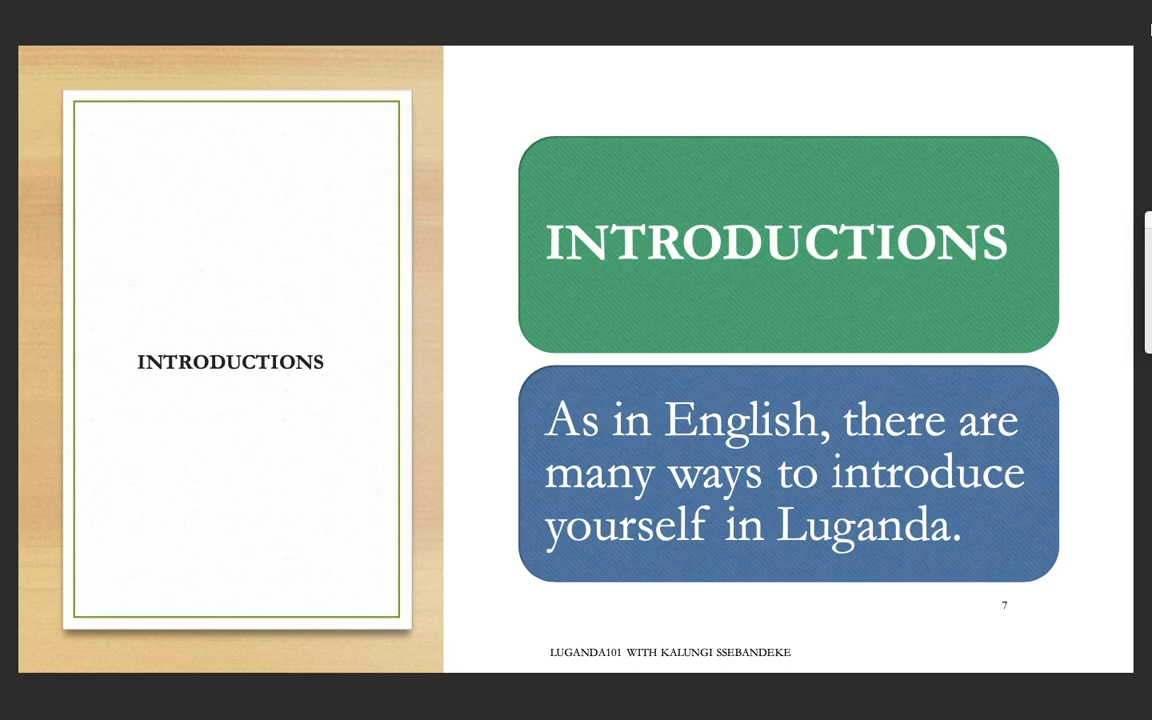 INTRODUCTIONS
INTRODUCTIONS
As in English, there are
many ways to introduce
yourself in Luganda.
7
LUGANDA101 WITH KALUNGI SSEBANDEKE